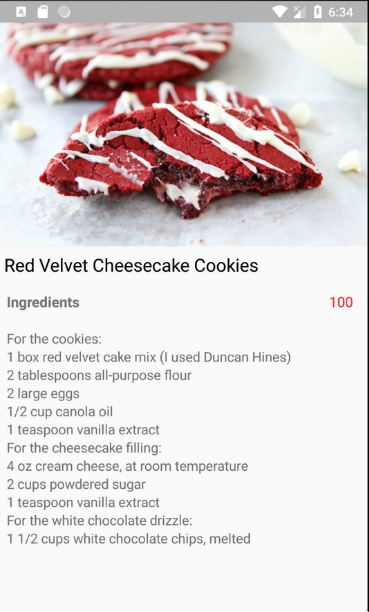 6:34
Red Velvet Cheesecake Cookies
Ingredients 100
For the cookies:
1 box red velvet cake mix (I used Duncan Hines)
2 tablespoons all-purpose flour
2 large eggs
1/2 cup canola oil
1 teaspoon vanilla extract
For the cheesecake filling:
4 oz cream cheese, at room temperature
2 cups powdered sugar
1 teaspoon vanilla extract
For the white chocolate drizzle:
1 1/2 cups white chocolate chips, melted